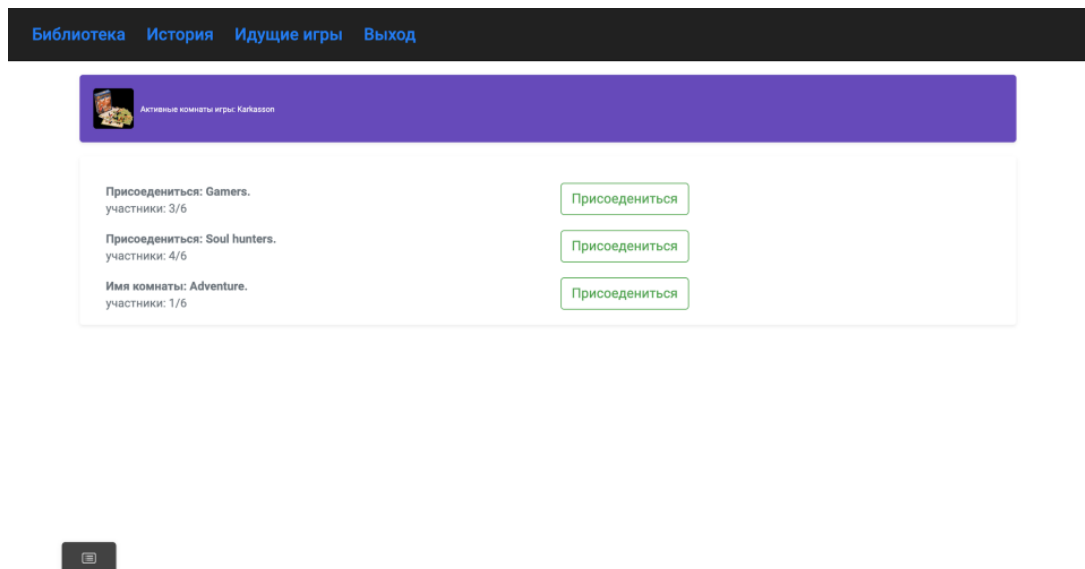 Библиотека История Идущие игры Выход
Активные комнаты игры: Karkasson
Присоедениться: Gamers.
участники: 3/6
Присоедениться
Присоедениться: Soul hunters.
участники: 4/6
Присоедениться
Имя комнаты: Adventure.
участники: 1/6
Присоедениться